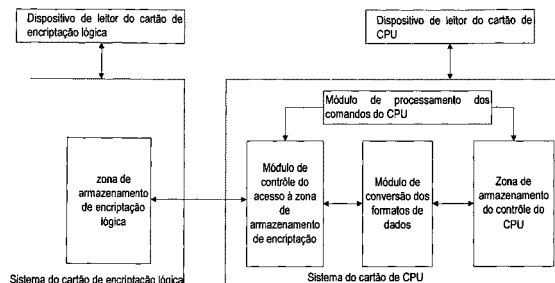 Dispositivo de leitor do cartão de
encriptação lógica
Dispositivo de leitor do cartão de
CPU
Módulo de processamento dos
comandos do CPU
zona de
armazenamento
de encriptação
lógica
Módulo de
contrôle do
acesso à zona
de
armazenamento
de encriptação
Módulo de
conversão dos
formatos de
dados
Zona de
armazenamento
do contrôle do
CPU
Sistema do cartão de encriptação lógica
Sistema do cartão de CPU